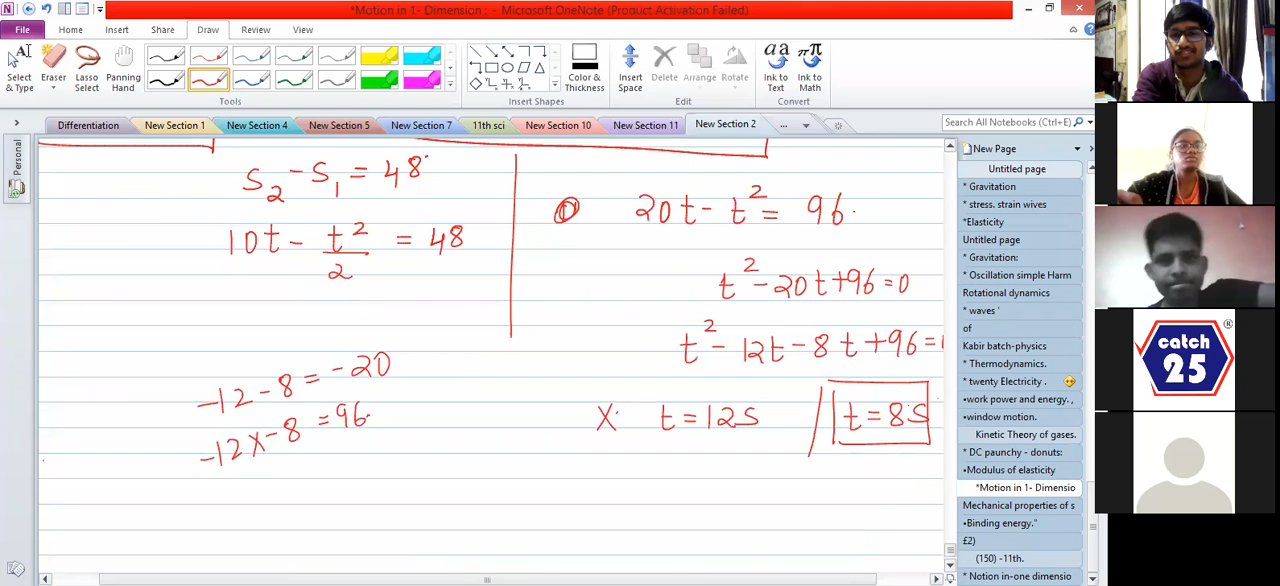 *Motion in 1- Dimension : - Microsoft OneNote (Product Activation Failed)
File Home Insert Share Draw Review View
Select & Type
Eraser
Lasso Select
Panning Hand
Color & Thickness
Insert Space
Delete
Arrange
Rotate
Ink to Text
Ink to Math
Tools
Insert Shapes
Edit
Convert
Differentiation New Section 1 New Section 4 New Section 5 New Section 7 11th sci New Section 10 New Section 11 New Section 2 ...
Search All Notebooks (Ctrl+E)
Personal
S₂ - S₁ = 48
10t - t²/2 = 48
-12 - 8 = -20
-12 X -8 = 96
20t - t² = 96
t² - 20t + 96 = 0
t² - 12t - 8t + 96 =
X t = 12s / t = 8s
New Page
Untitled page
* Gravitation
* stress. strain wives
*Elasticity
Untitled page
* Gravitation:
* Oscillation simple Harm
Rotational dynamics
* waves '
of
Kabir batch-physics
* Thermodynamics.
* twenty Electricity .
•work power and energy. ,
•window motion.
Kinetic Theory of gases.
* DC paunchy - donuts:
•Modulus of elasticity
*Motion in 1- Dimensio
Mechanical properties of s
•Binding energy."
£2)
(150) -11th.
* Notion in-one dimensio
catch
25
®